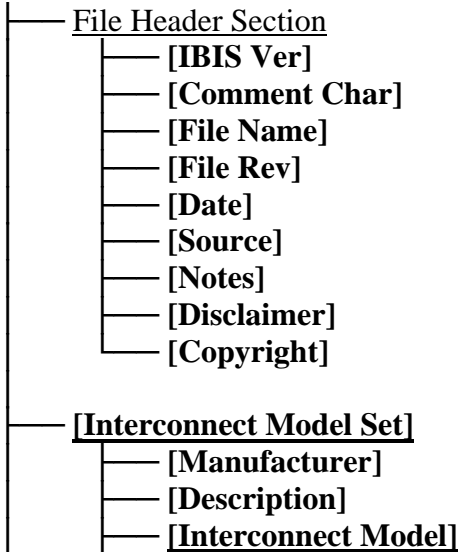 File Header Section
[IBIS Ver]
[Comment Char]
[File Name]
[File Rev]
[Date]
[Source]
[Notes]
[Disclaimer]
[Copyright]
[Interconnect Model Set]
[Manufacturer]
[Description]
[Interconnect Model]